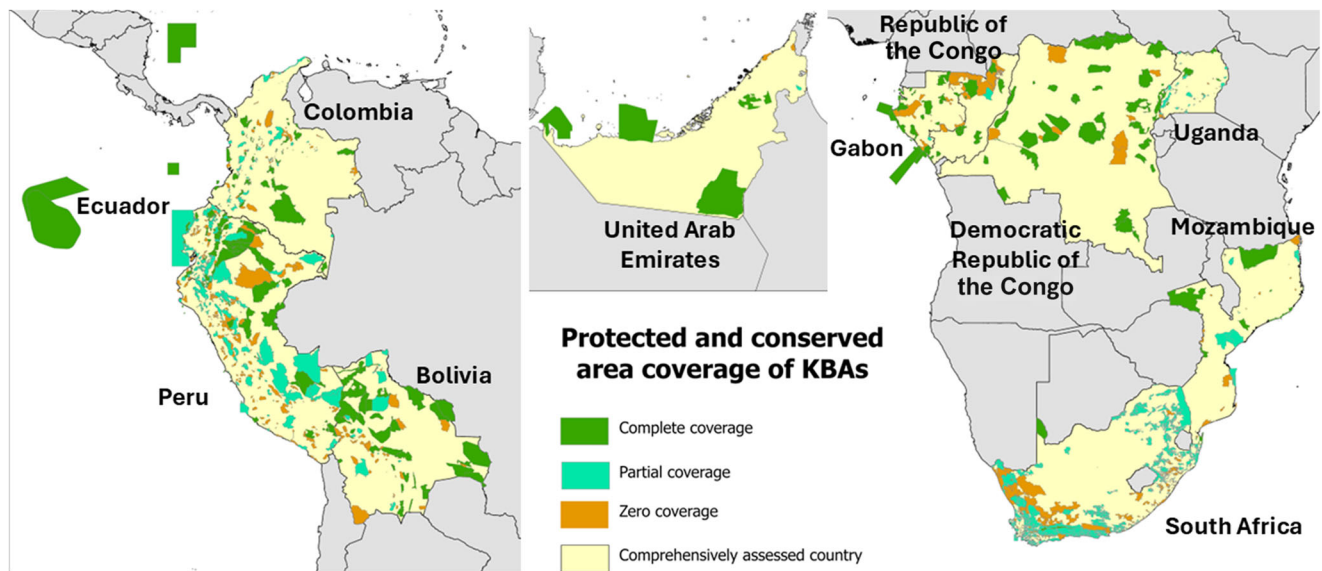 Colombia
Ecuador
Peru
Bolivia
United Arab
Emirates
Protected and conserved
area coverage of KBAs
Complete coverage
Partial coverage
Zero coverage
Comprehensively assessed country
Republic of
the Congo
Gabon
Uganda
Democratic
Republic of
the Congo
Mozambique
South Africa